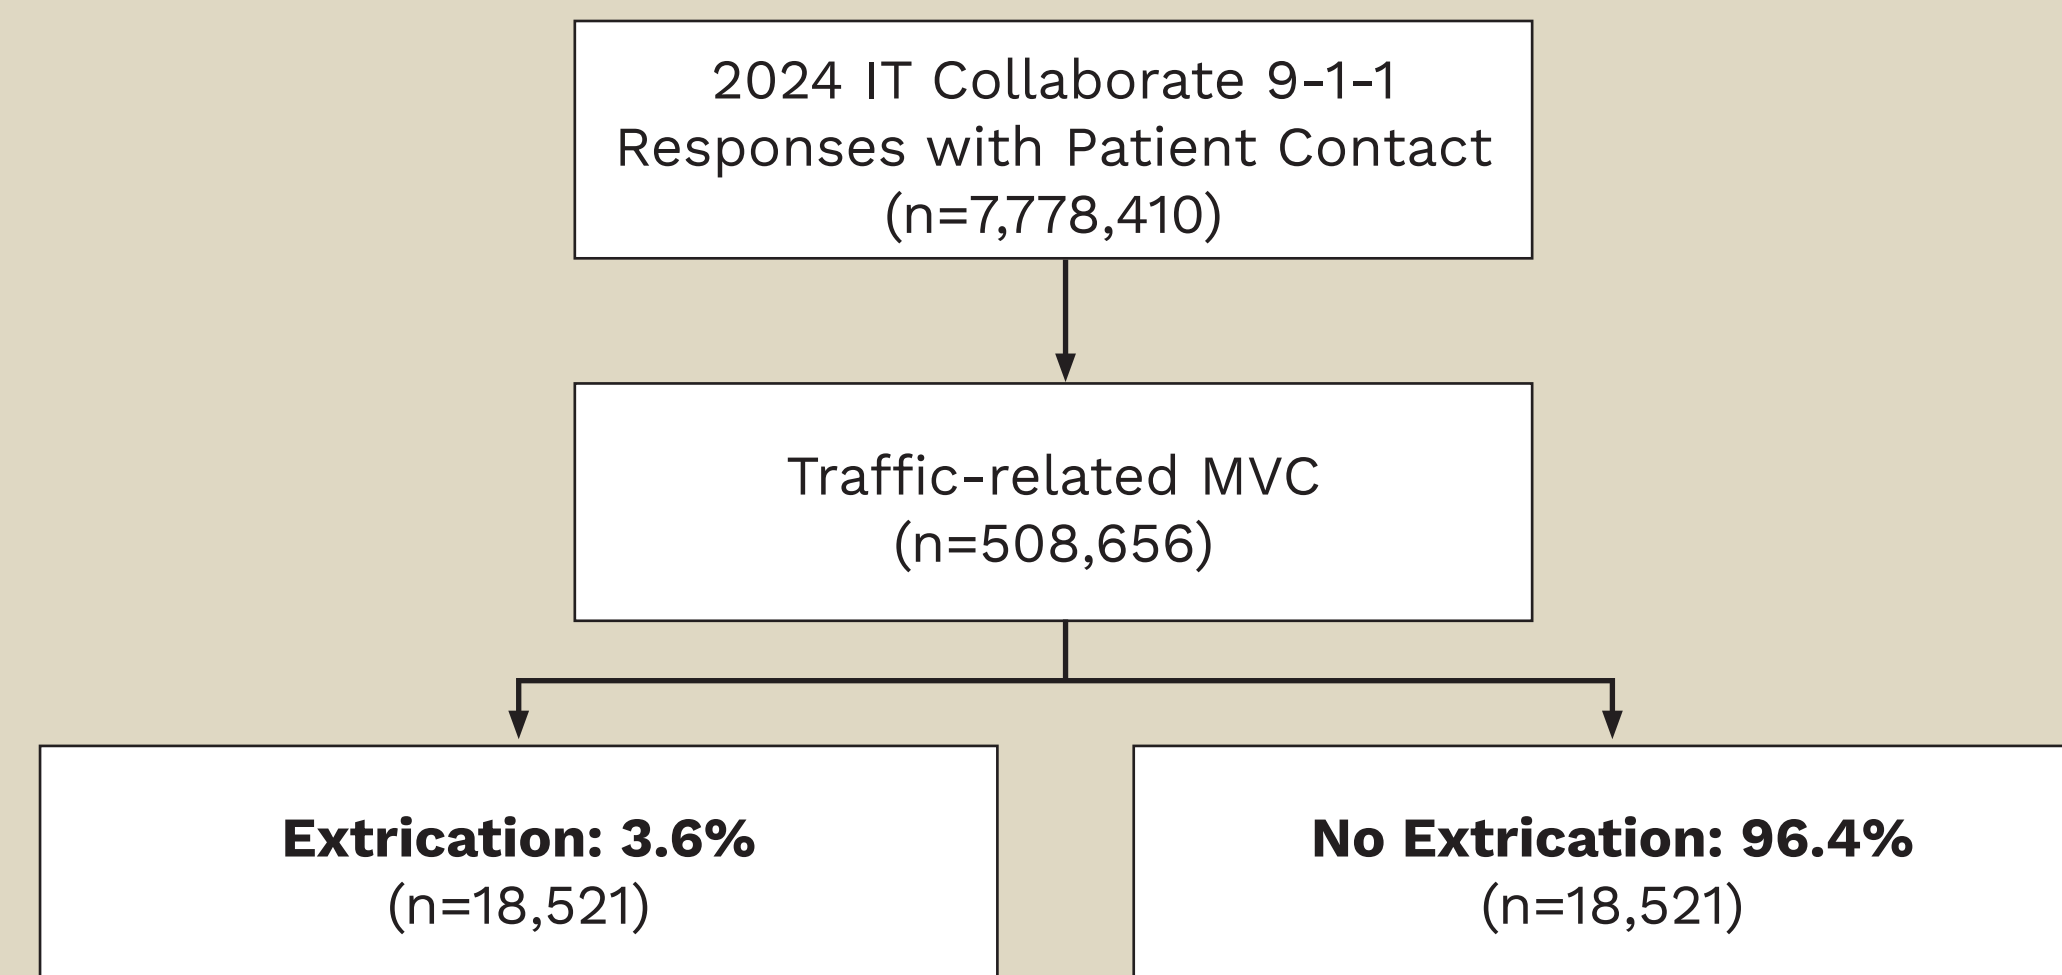 2024 IT Collaborate 9-1-1
Responses with Patient Contact
(n=7,778,410)
Traffic-related MVC
(n=508,656)
Extrication: 3.6%
(n=18,521)
No Extrication: 96.4%
(n=18,521)